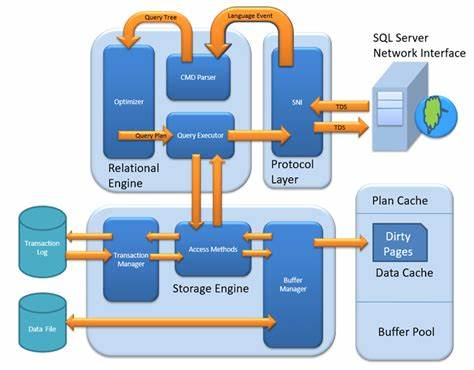 Query Tree
Language Event
SQL Server
Network Interface
CMD Parser
Optimizer
SNI
TDS
TDS
Query Plan
Query Executor
Relational
Engine
Protocol
Layer
Transaction
Log
Transaction
Manager
Access Methods
Storage Engine
Buffer
Manager
Data File
Plan Cache
Dirty
Pages
Data Cache
Buffer Pool